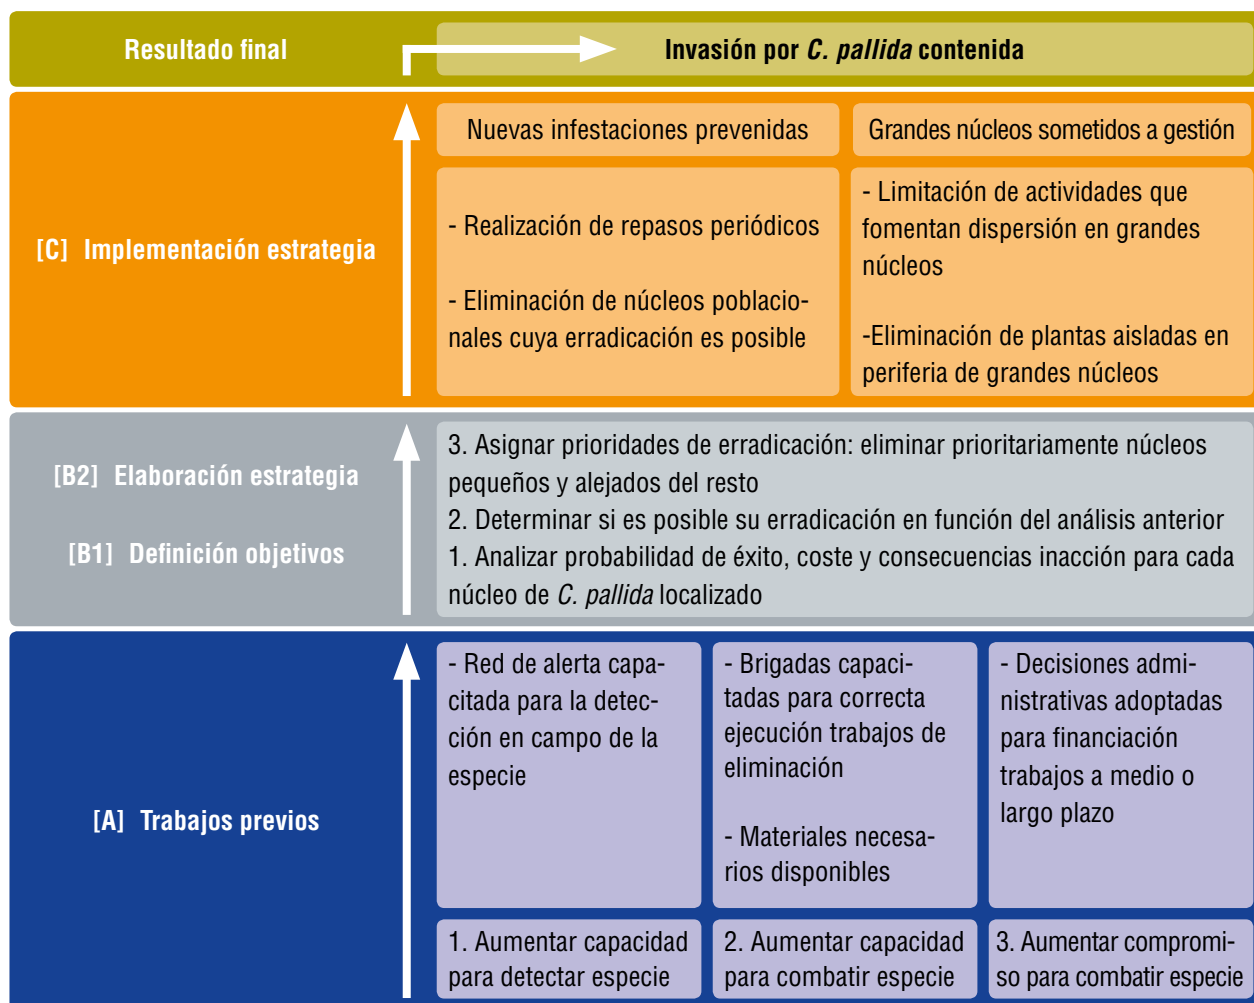 Resultado final
Invasión por C. pallida contenida
[C] Implementación estrategia
Nuevas infestaciones prevenidas
Grandes núcleos sometidos a gestión
- Realización de repasos periódicos
- Eliminación de núcleos poblacio-
nales cuya erradicación es posible
- Limitación de actividades que
fomentan dispersión en grandes
núcleos
-Eliminación de plantas aisladas en
periferia de grandes núcleos
[B2] Elaboración estrategia
[B1] Definición objetivos
3. Asignar prioridades de erradicación: eliminar prioritariamente núcleos
pequeños y alejados del resto
2. Determinar si es posible su erradicación en función del análisis anterior
1. Analizar probabilidad de éxito, coste y consecuencias inacción para cada
núcleo de C. pallida localizado
[A] Trabajos previos
- Red de alerta capa-
citada para la detec-
ción en campo de la
especie
- Brigadas capaci-
tadas para correcta
ejecución trabajos de
eliminación
- Materiales necesa-
rios disponibles
- Decisiones admi-
nistrativas adoptadas
para financiación
trabajos a medio o
largo plazo
1. Aumentar capacidad
para detectar especie
2. Aumentar capacidad
para combatir especie
3. Aumentar compromi-
so para combatir especie